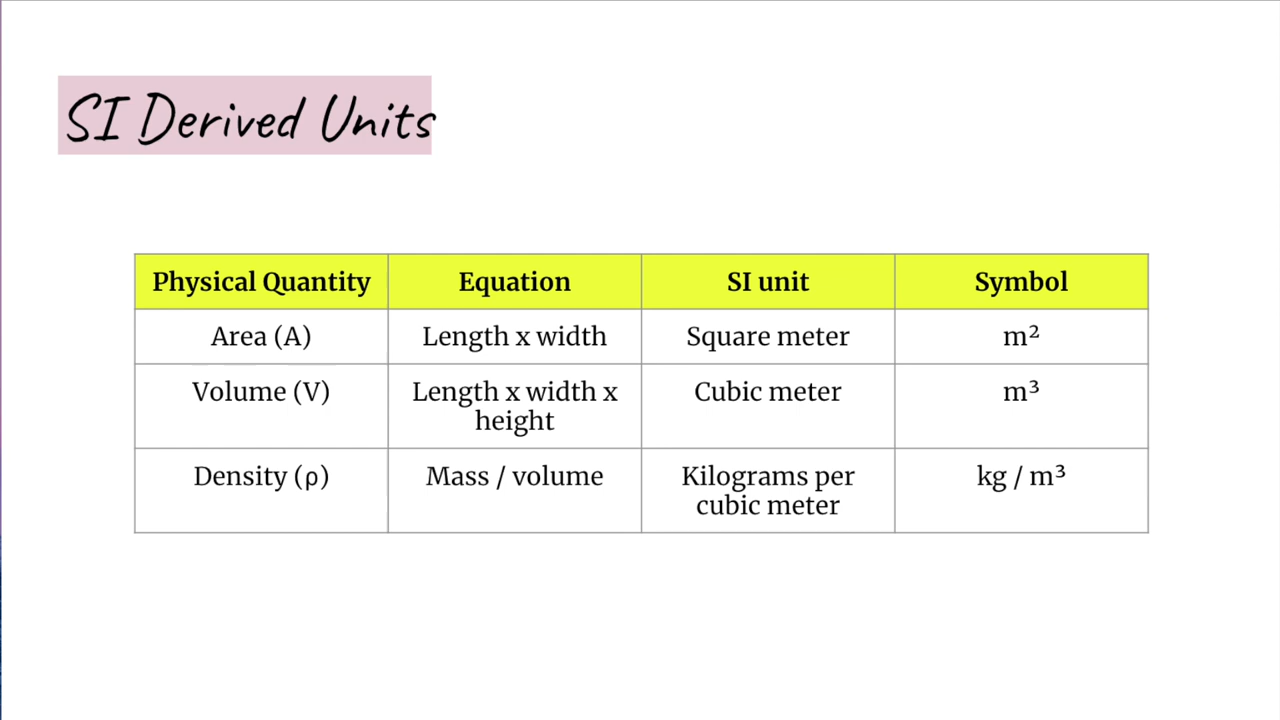 SI Derived Units
Physical Quantity Equation SI unit Symbol
Area (A) Length x width Square meter m²
Volume (V) Length x width x height Cubic meter m³
Density (ρ) Mass / volume Kilograms per cubic meter kg / m³